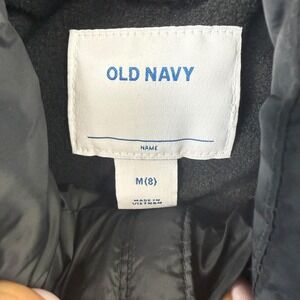 OLD NAVY
NAME
M(8)
MADE IN
VIETNAM